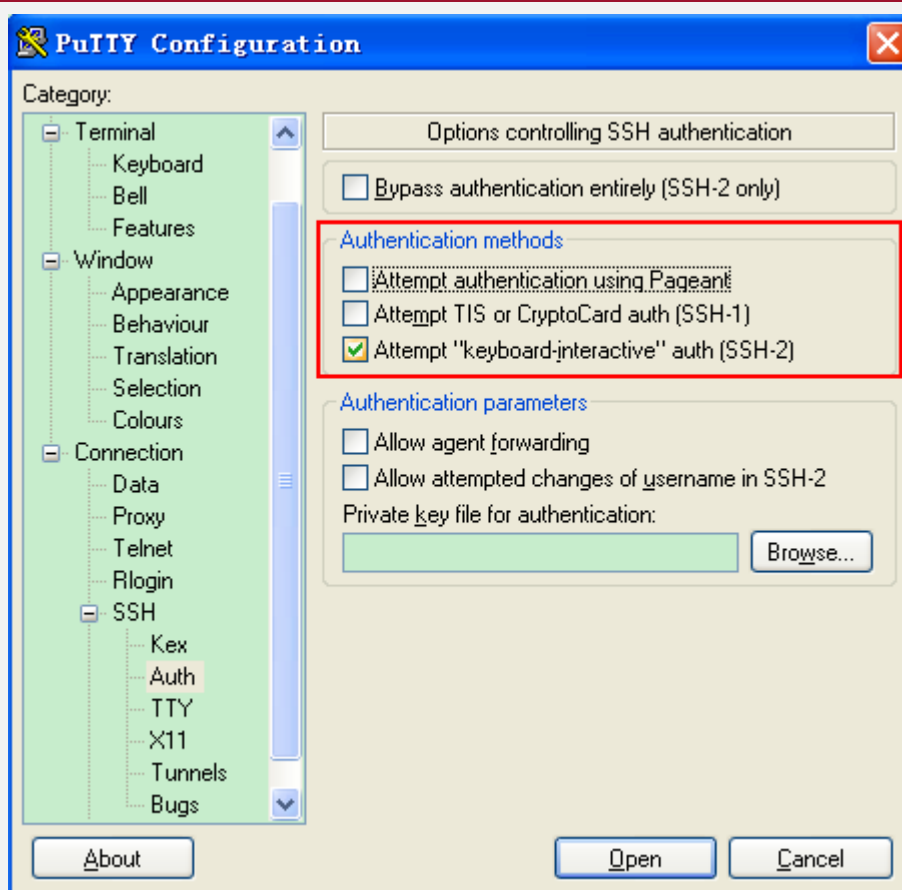 PuTTY Configuration
Category:
Terminal
Keyboard
Bell
Features
Window
Appearance
Behaviour
Translation
Selection
Colours
Connection
Data
Proxy
Telnet
Rlogin
SSH
Kex
Auth
TTY
X11
Tunnels
Bugs
Options controlling SSH authentication
Bypass authentication entirely (SSH-2 only)
Authentication methods
Attempt authentication using Pageant
Attempt TIS or CryptoCard auth (SSH-1)
Attempt "keyboard-interactive" auth (SSH-2)
Authentication parameters
Allow agent forwarding
Allow attempted changes of username in SSH-2
Private key file for authentication:
Browse...
About
Open
Cancel